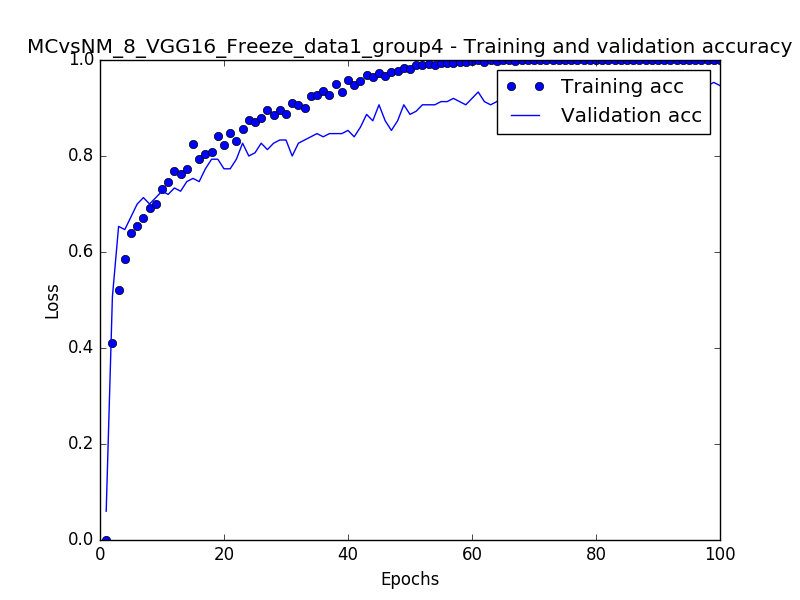 MCvsNM_8_VGG16_Freeze_data1_group4 - Training and validation accuracy
1.0
Training acc
Validation acc
0.8
0.6
Loss
0.4
0.2
0.0
0 20 40 60 80 100
Epochs